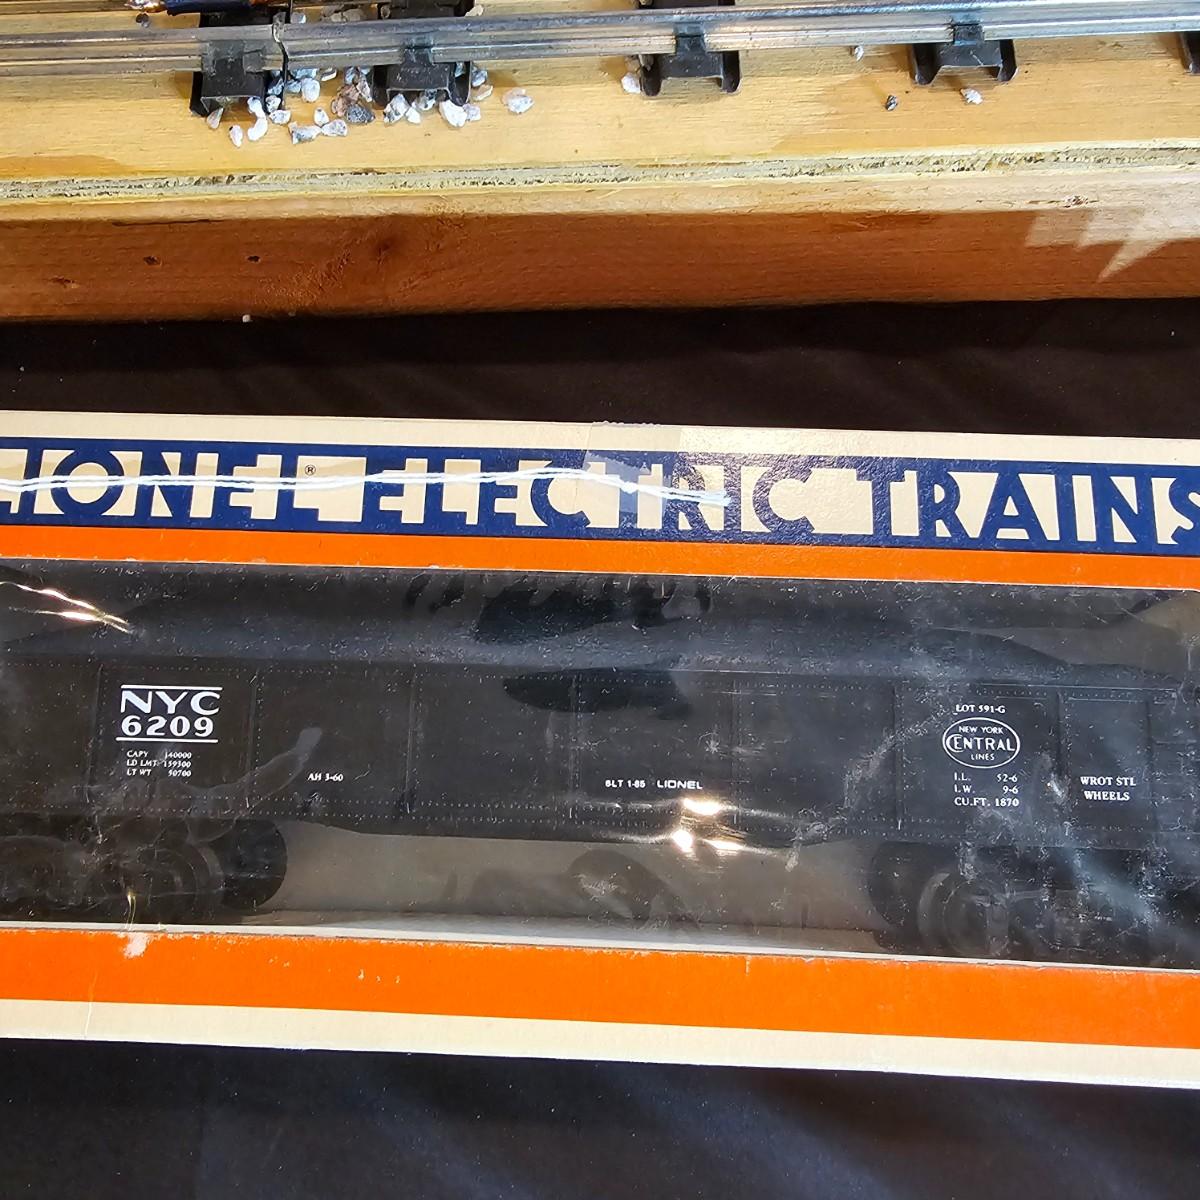 LIONEL® ELECTRIC TRAINS
NYC
6209
CAPY 140000
LD LMT 159300
LT WT 50700
AH 3-60
BLT 1-85 LIONEL
LOT 591-G
NEW YORK
CENTRAL
LINES
I.L. 52-6
I.W. 9-6
CU.FT. 1870
WROT STL
WHEELS